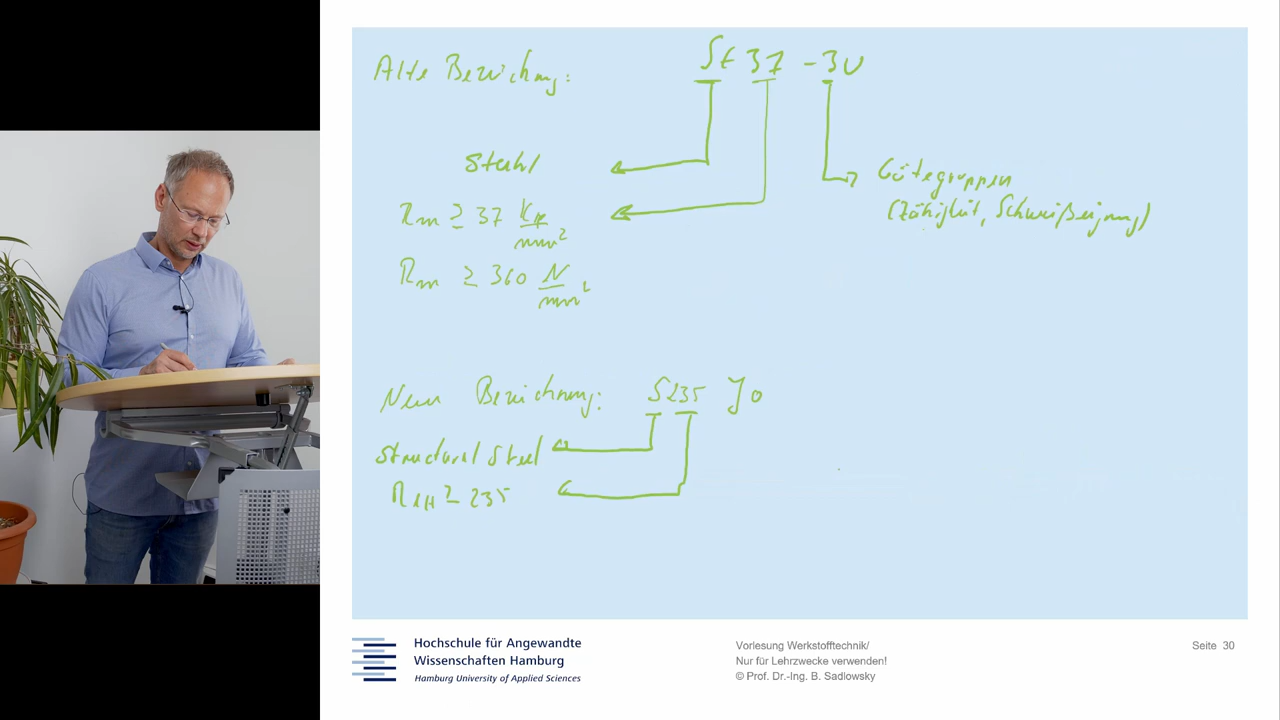 Alte Bezeichnung:
St 37 -3U
Stahl
Gütegruppen
(Zähigkeit, Schweißeignung)
Rm ≥ 37 Kp/mm²
Rm ≥ 360 N/mm²
Neue Bezeichnung: S235 J0
Structural Steel
ReH ≥ 235
Hochschule für Angewandte
Wissenschaften Hamburg
Hamburg University of Applied Sciences
Vorlesung Werkstofftechnik/
Nur für Lehrzwecke verwenden!
© Prof. Dr.-Ing. B. Sadlowsky
Seite 30